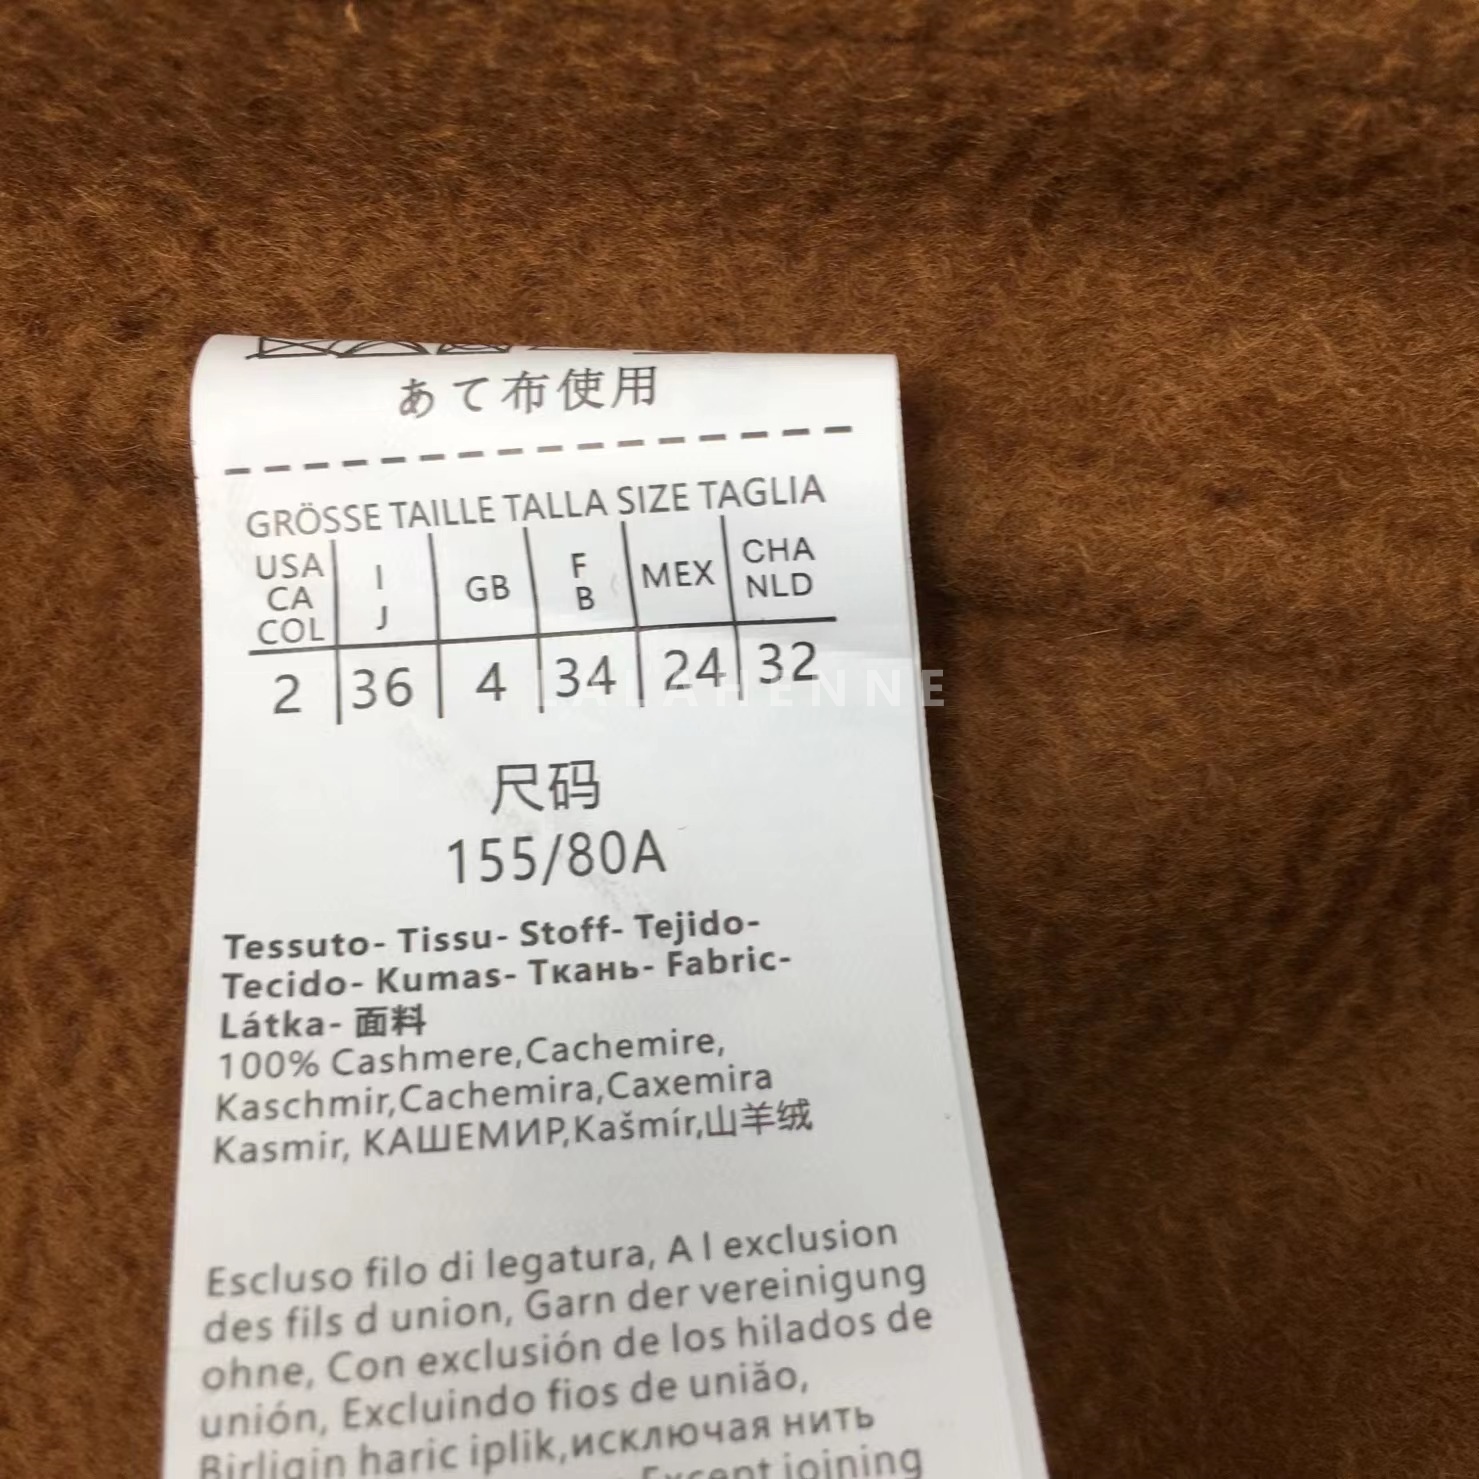 あて布使用
GRÖSSE TAILLE TALLA SIZE TAGLIA
USA CA COL | I J | GB | F B | MEX | CHA NLD
2 | 36 | 4 | 34 | 24 | 32
LALAHENNE
尺码
155/80A
Tessuto- Tissu- Stoff- Tejido-
Tecido- Kumas- Ткань- Fabric-
Látka- 面料
100% Cashmere,Cachemire,
Kaschmir,Cachemira,Caxemira
Kasmir, КАШЕМИР,Kašmír,山羊绒
Escluso filo di legatura, A l exclusion
des fils d union, Garn der vereinigung
ohne, Con exclusión de los hilados de
unión, Excluindo fios de união,
Birligin haric iplik,исключая нить
Except joining